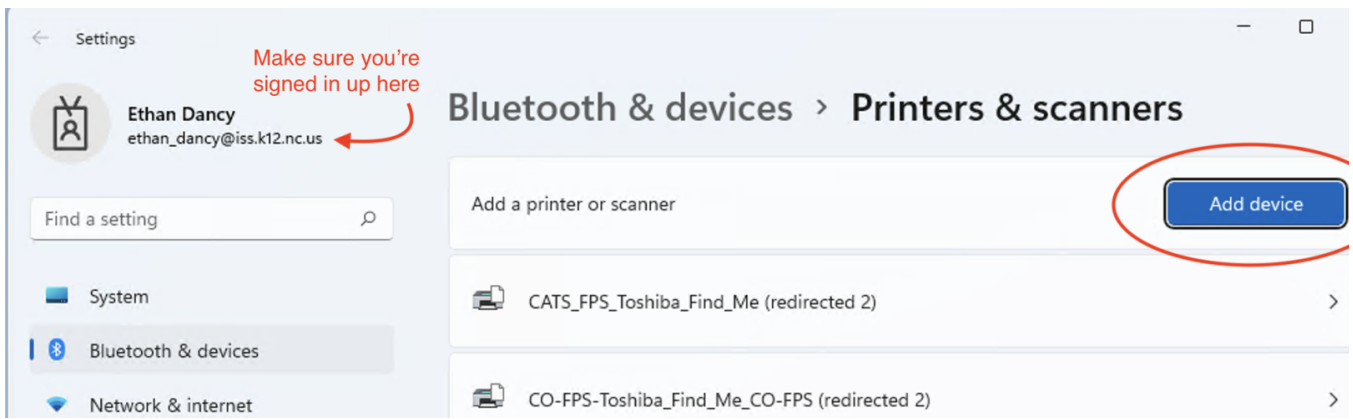 Settings
Make sure you're
signed in up here
Ethan Dancy
ethan_dancy@iss.k12.nc.us
Find a setting
System
Bluetooth & devices
Network & internet
Bluetooth & devices › Printers & scanners
Add a printer or scanner
Add device
CATS_FPS_Toshiba_Find_Me (redirected 2)
CO-FPS-Toshiba_Find_Me_CO-FPS (redirected 2)